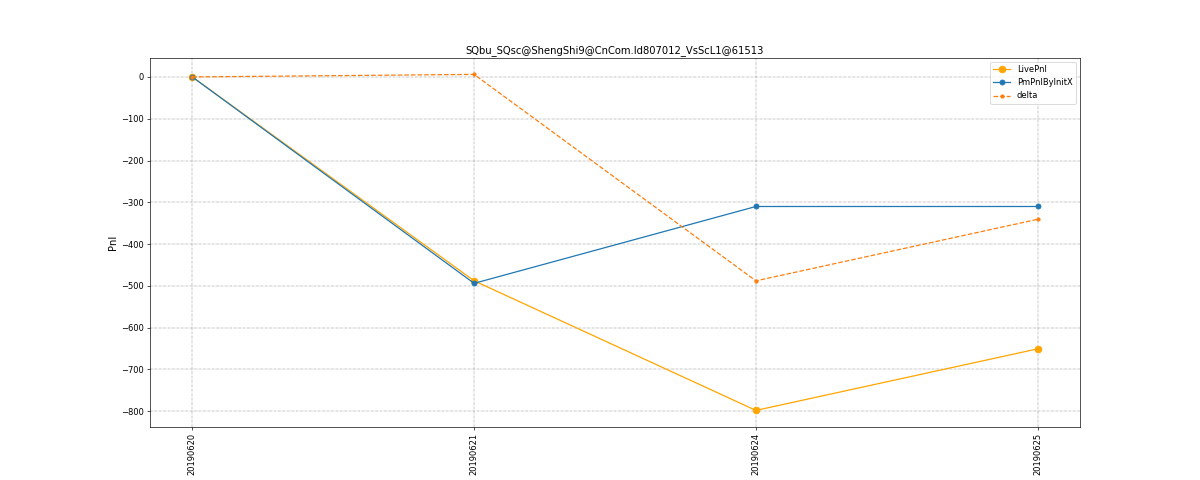 SQbu_SQsc@ShengShi9@CnCom.Id807012_VsScL1@61513
LivePnl
PmPnlByInitX
delta
0
−100
−200
−300
−400
−500
−600
−700
−800
Pnl
20190620
20190621
20190624
20190625